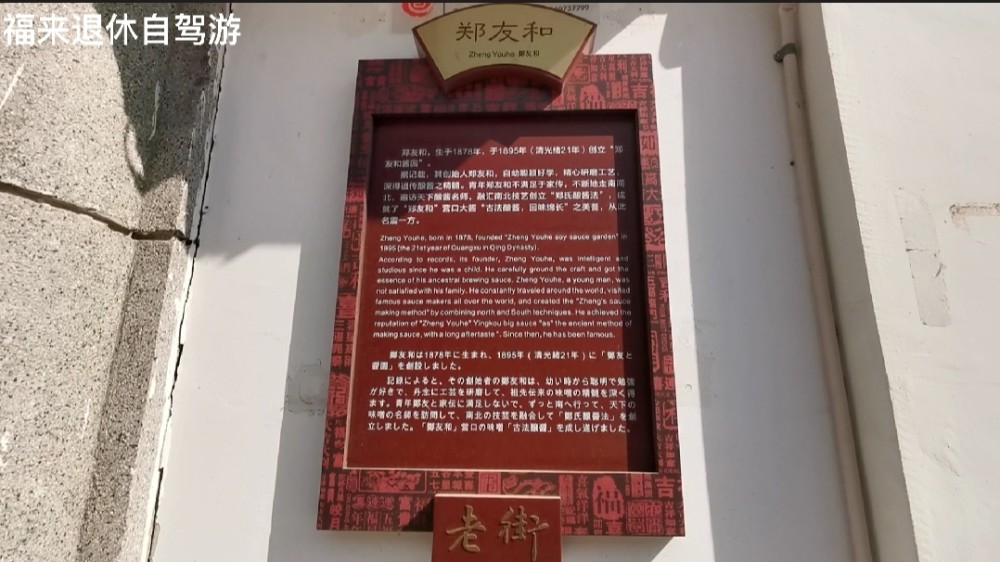 福来退休自驾游
郑友和
Zheng Youhe 鄭友和
郑友和，生于1878年，于1895年（清光绪21年）创立“郑
友和酱园”。
据记载，其创始人郑友和，自幼聪颖好学，精心研磨工艺，
深得祖传酿酱之精髓。青年郑友和不满足于家传，不断地走南闯
北，遍访天下酿酱名师，融汇南北技艺创立“郑氏酿酱法”，成
就了“郑友和”营口大酱“古法酿酱，回味绵长”之美誉，从此
名震一方。
Zheng Youhe, born in 1878, founded "Zheng Youhe soy sauce garden" in
1895 (the 21st year of Guangxu in Qing Dynasty).
According to records, its founder, Zheng Youhe, was intelligent and
studious since he was a child. He carefully ground the craft and got the
essence of his ancestral brewing sauce. Zheng Youhe, a young man, was
not satisfied with his family. He constantly traveled around the world, visited
famous sauce makers all over the world, and created the "Zheng's sauce
making method" by combining north and South techniques. He achieved the
reputation of "Zheng Youhe" Yingkou big sauce "as" the ancient method of
making sauce, with a long aftertaste". Since then, he has been famous.
鄭友和は1878年に生まれ、1895年（清光緒21年）に「鄭友と
醤園」を創設しました。
記録によると、その創始者の鄭友和は、幼い時から聡明で勉強
が好きで、丹念に工芸を研磨して、祖先伝来の味噌の精髄を深く得
ます。青年鄭友と家伝に満足しないで、ずっと南へ行って、天下の
味噌の名師を訪問して、南北の技芸を融合して「鄭氏醸醤法」を創
立しました。「鄭友和」営口の味噌「古法醸醤」を成し遂げました。
老街